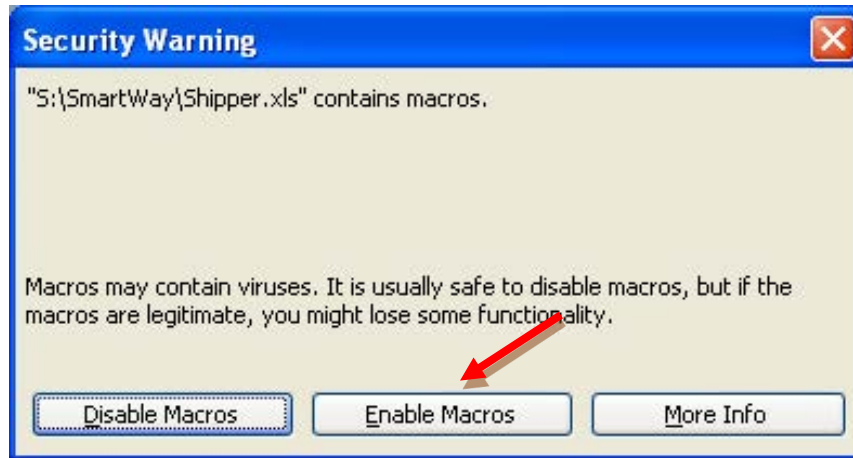 Security Warning
"S:\SmartWay\Shipper.xls" contains macros.
Macros may contain viruses. It is usually safe to disable macros, but if the
macros are legitimate, you might lose some functionality.
Disable Macros Enable Macros More Info